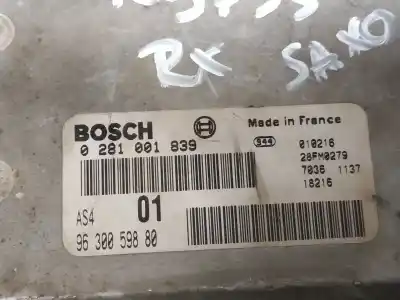 RX
SAXO
BOSCH
Made in France
0 281 001 839
S44
010216
28FM0279
7836 1137
18216
AS4
01
96 300 598 80